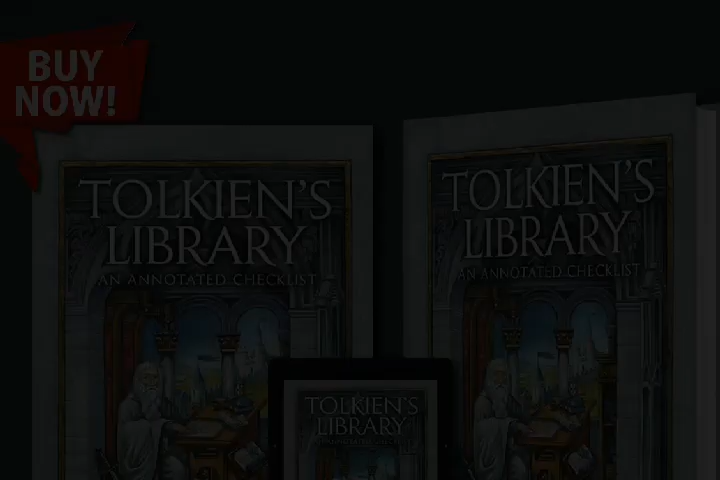 BUY
NOW!
TOLKIEN'S
LIBRARY
AN ANNOTATED CHECKLIST
TOLKIEN'S
LIBRARY
AN ANNOTATED CHECKLIST
TOLKIEN'S
LIBRARY